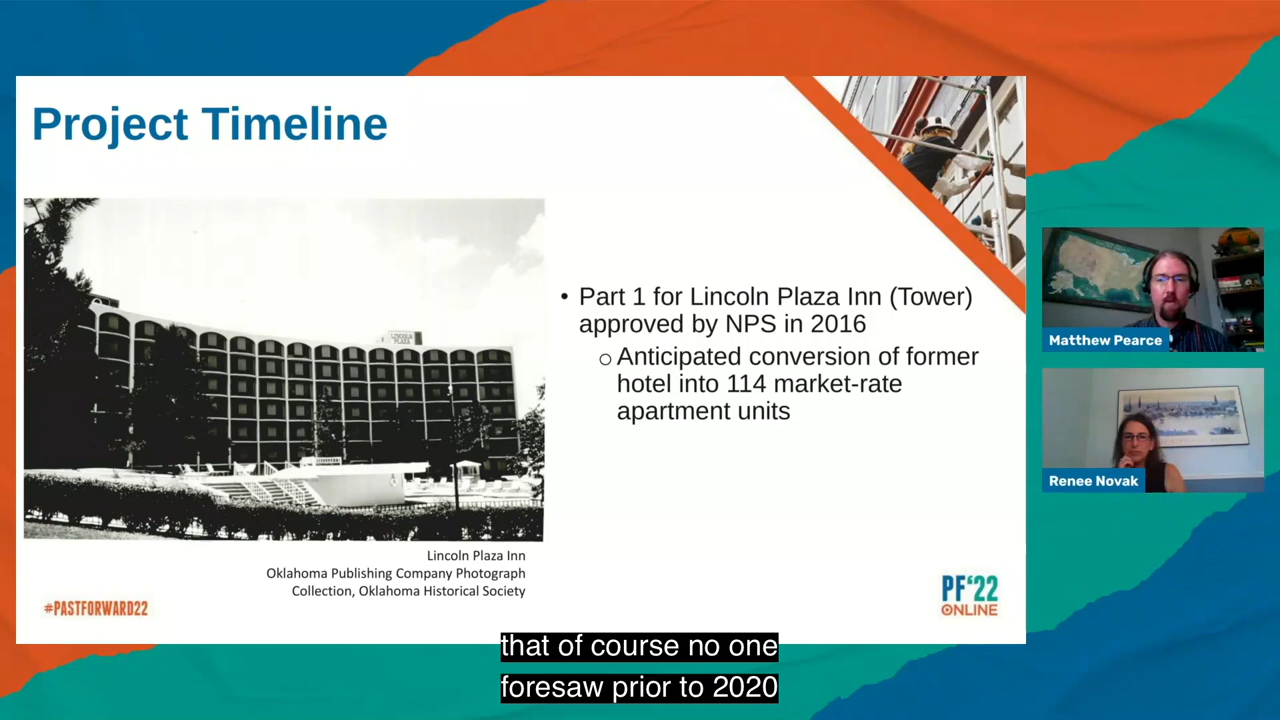 Project Timeline
• Part 1 for Lincoln Plaza Inn (Tower)
approved by NPS in 2016
○ Anticipated conversion of former
hotel into 114 market-rate
apartment units
LINCOLN
PLAZA
Lincoln Plaza Inn
Oklahoma Publishing Company Photograph
Collection, Oklahoma Historical Society
#PASTFORWARD22
PF'22
ONLINE
Matthew Pearce
Renee Novak
that of course no one
foresaw prior to 2020